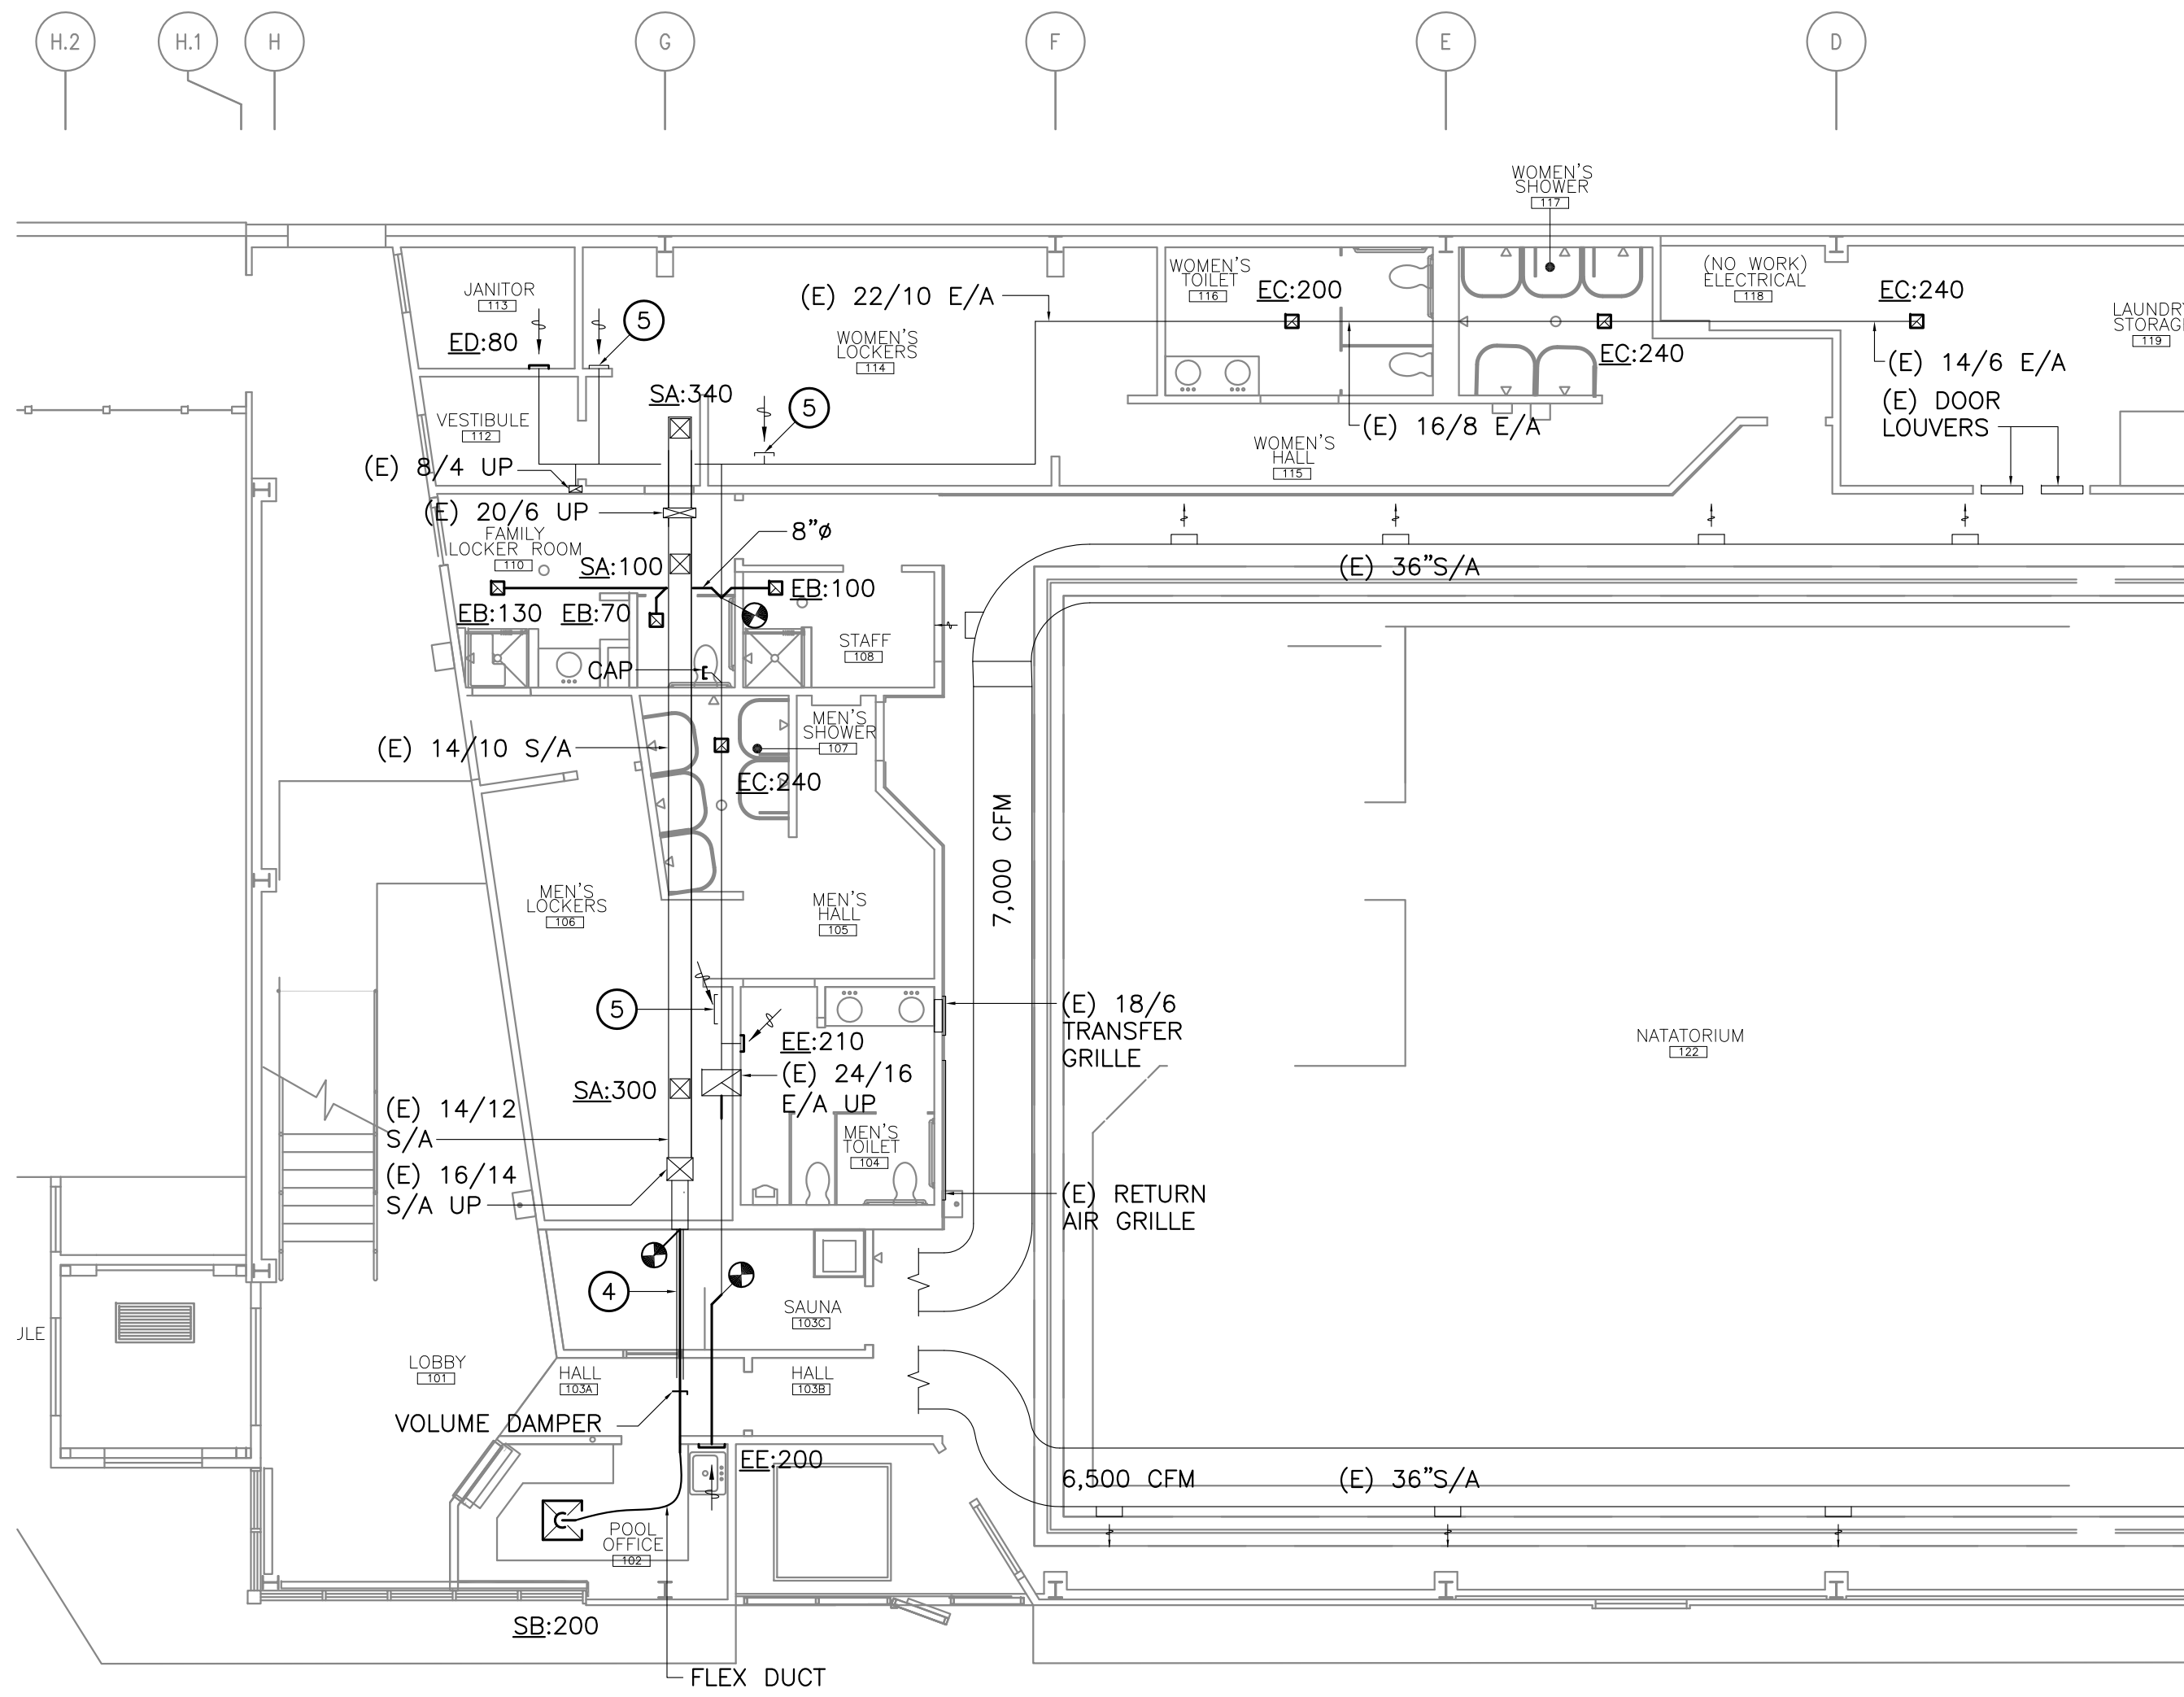 H.2
H.1
H
G
F
E
D
WOMEN'S
SHOWER
117
JANITOR
113
ED:80
5
(E) 22/10 E/A
WOMEN'S
LOCKERS
114
WOMEN'S
TOILET
116
EC:200
(NO WORK)
ELECTRICAL
118
EC:240
EC:240
(E) 14/6 E/A
119
(E) DOOR
LOUVERS
SA:340
5
VESTIBULE
112
(E) 8/4 UP
(E) 16/8 E/A
WOMEN'S
HALL
115
(E) 20/6 UP
8"ø
FAMILY
LOCKER ROOM
110
SA:100
(E) 36"S/A
EB:130
EB:70
EB:100
STAFF
108
CAP
MEN'S
SHOWER
107
(E) 14/10 S/A
EC:240
7,000 CFM
MEN'S
LOCKERS
106
MEN'S
HALL
105
5
(E) 18/6
TRANSFER
GRILLE
EE:210
NATATORIUM
122
(E) 24/16
E/A UP
SA:300
(E) 14/12
S/A
MEN'S
TOILET
104
(E) 16/14
S/A UP
(E) RETURN
AIR GRILLE
4
SAUNA
103C
LOBBY
101
HALL
103A
HALL
103B
VOLUME DAMPER
EE:200
6,500 CFM
(E) 36"S/A
POOL
OFFICE
102
SB:200
FLEX DUCT